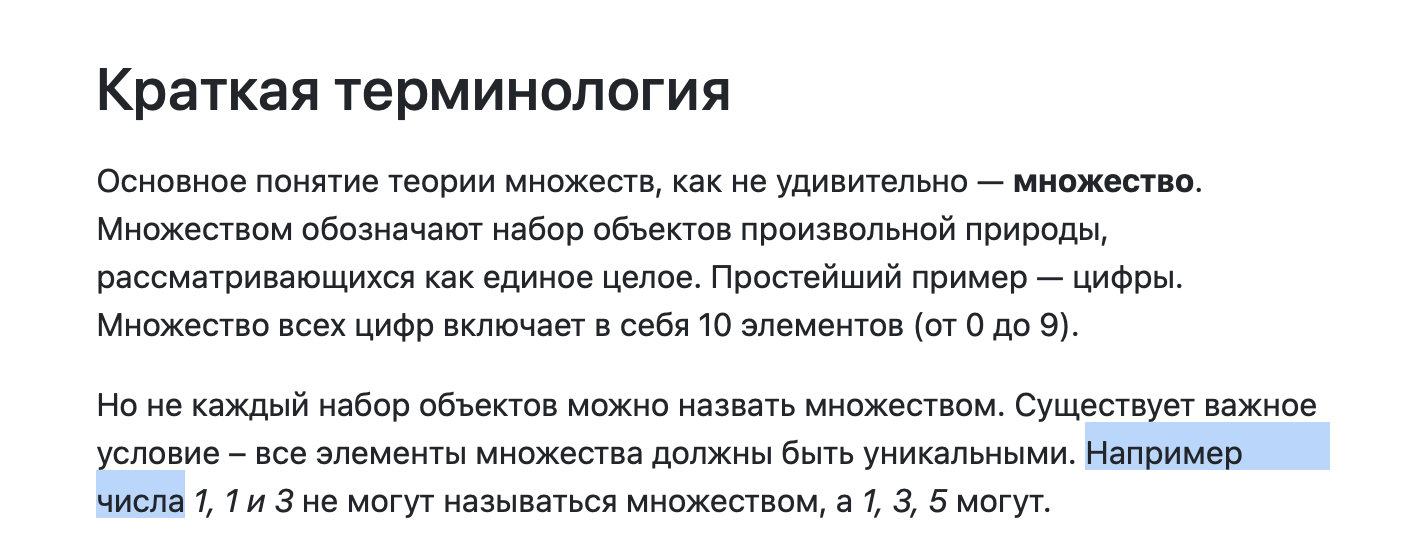 Краткая терминология
Основное понятие теории множеств, как не удивительно — множество.
Множеством обозначают набор объектов произвольной природы,
рассматривающихся как единое целое. Простейший пример — цифры.
Множество всех цифр включает в себя 10 элементов (от 0 до 9).
Но не каждый набор объектов можно назвать множеством. Существует важное
условие – все элементы множества должны быть уникальными. Например
числа 1, 1 и 3 не могут называться множеством, а 1, 3, 5 могут.